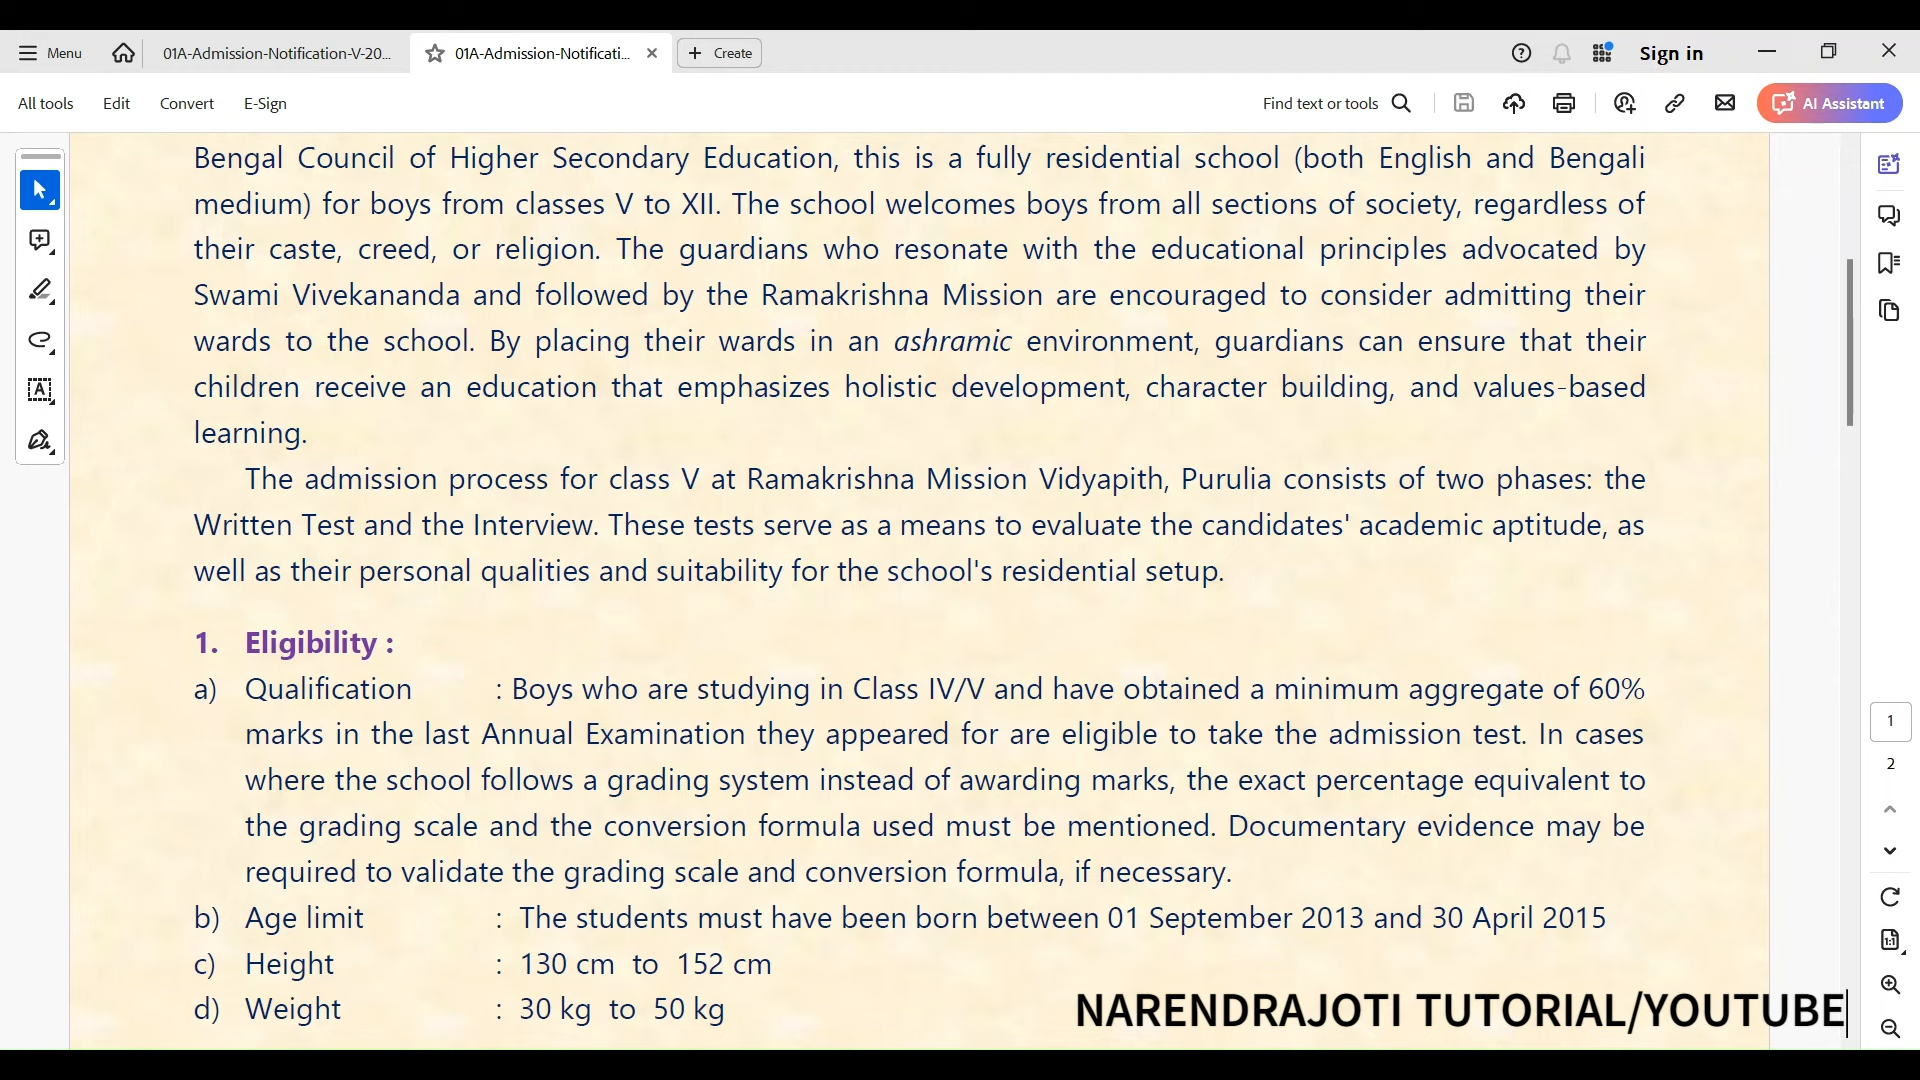 Menu
01A-Admission-Notification-V-20...
01A-Admission-Notificati...
Create
Sign in
All tools
Edit
Convert
E-Sign
Find text or tools
AI Assistant
Bengal Council of Higher Secondary Education, this is a fully residential school (both English and Bengali
medium) for boys from classes V to XII. The school welcomes boys from all sections of society, regardless of
their caste, creed, or religion. The guardians who resonate with the educational principles advocated by
Swami Vivekananda and followed by the Ramakrishna Mission are encouraged to consider admitting their
wards to the school. By placing their wards in an ashramic environment, guardians can ensure that their
children receive an education that emphasizes holistic development, character building, and values-based
learning.
The admission process for class V at Ramakrishna Mission Vidyapith, Purulia consists of two phases: the
Written Test and the Interview. These tests serve as a means to evaluate the candidates' academic aptitude, as
well as their personal qualities and suitability for the school's residential setup.
1. Eligibility :
a) Qualification : Boys who are studying in Class IV/V and have obtained a minimum aggregate of 60%
marks in the last Annual Examination they appeared for are eligible to take the admission test. In cases
where the school follows a grading system instead of awarding marks, the exact percentage equivalent to
the grading scale and the conversion formula used must be mentioned. Documentary evidence may be
required to validate the grading scale and conversion formula, if necessary.
b) Age limit : The students must have been born between 01 September 2013 and 30 April 2015
c) Height : 130 cm to 152 cm
d) Weight : 30 kg to 50 kg
NARENDRAJOTI TUTORIAL/YOUTUBE
1
2